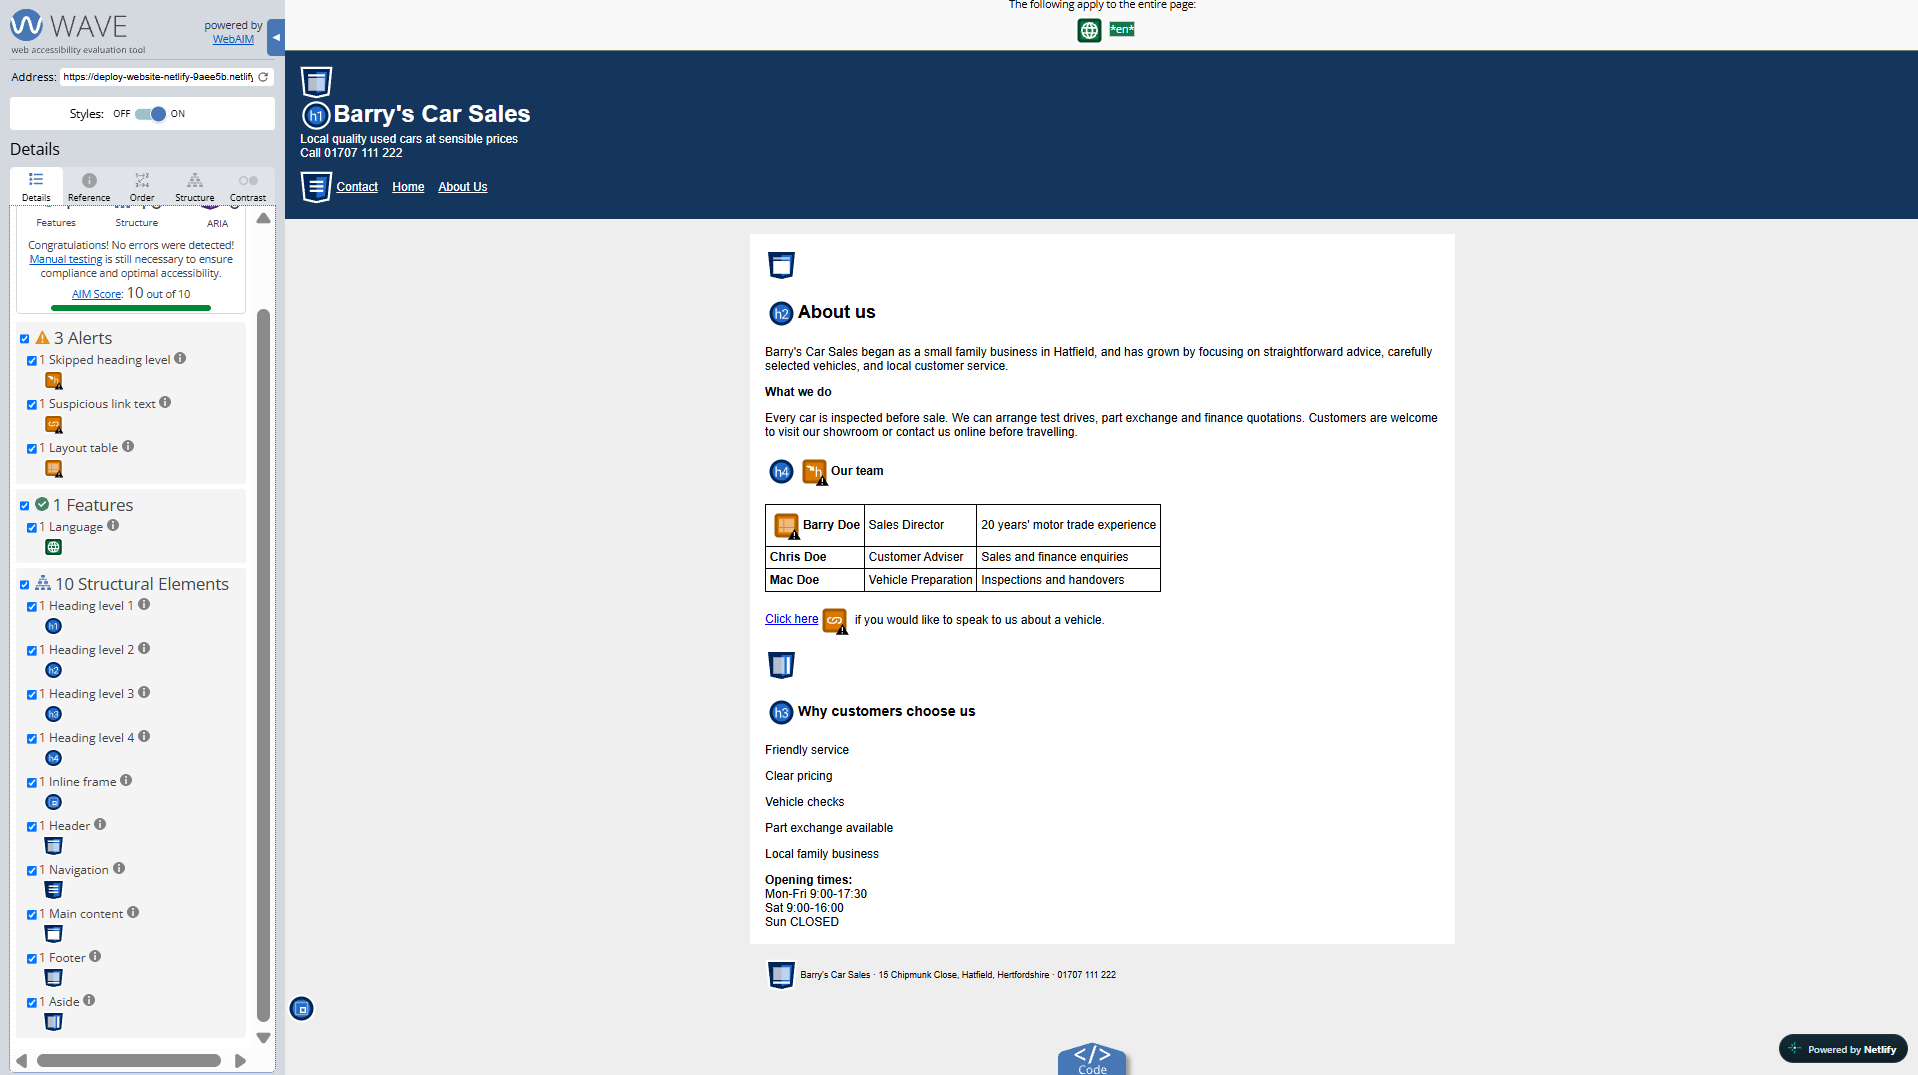 WAVE
web accessibility evaluation tool
powered by
WebAIM
Address: https://deploy-website-netlify-9aee5b.netlify
Styles: OFF ON
Details
Details Reference Order Structure Contrast
Features Structure ARIA
Congratulations! No errors were detected!
Manual testing is still necessary to ensure
compliance and optimal accessibility.
AIM Score: 10 out of 10
3 Alerts
1 Skipped heading level
1 Suspicious link text
1 Layout table
1 Features
1 Language
10 Structural Elements
1 Heading level 1
h1
1 Heading level 2
h2
1 Heading level 3
h3
1 Heading level 4
h4
1 Inline frame
1 Header
1 Navigation
1 Main content
1 Footer
1 Aside
The following apply to the entire page:
*en*
h1 Barry's Car Sales
Local quality used cars at sensible prices
Call 01707 111 222
Contact Home About Us
h2 About us
Barry's Car Sales began as a small family business in Hatfield, and has grown by focusing on straightforward advice, carefully
selected vehicles, and local customer service.
What we do
Every car is inspected before sale. We can arrange test drives, part exchange and finance quotations. Customers are welcome
to visit our showroom or contact us online before travelling.
h4 h Our team
Barry Doe Sales Director 20 years' motor trade experience
Chris Doe Customer Adviser Sales and finance enquiries
Mac Doe Vehicle Preparation Inspections and handovers
Click here if you would like to speak to us about a vehicle.
h3 Why customers choose us
Friendly service
Clear pricing
Vehicle checks
Part exchange available
Local family business
Opening times:
Mon-Fri 9:00-17:30
Sat 9:00-16:00
Sun CLOSED
Barry's Car Sales · 15 Chipmunk Close, Hatfield, Hertfordshire · 01707 111 222
</> Code
Powered by Netlify